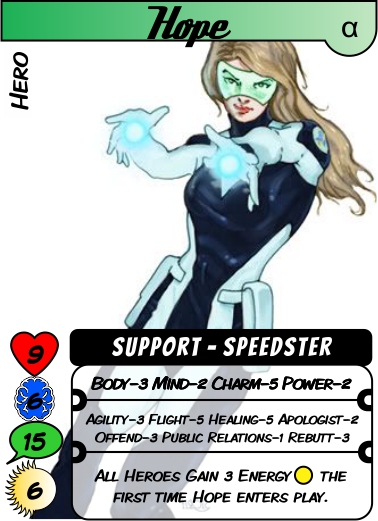 Hope
α
Hero
9
6
15
6
Support - Speedster
Body-3 Mind-2 Charm-5 Power-2
Agility-3 Flight-5 Healing-5 Apologist-2
Offend-3 Public Relations-1 Rebutt-3
All Heroes Gain 3 Energy the
first time Hope enters play.